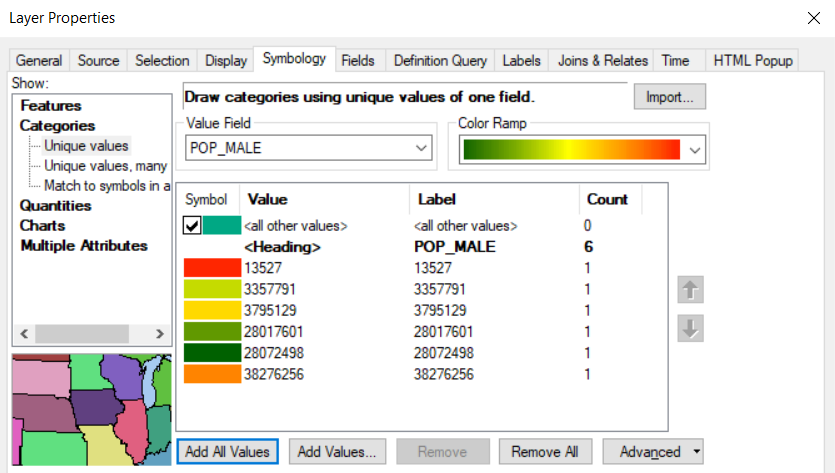 Layer Properties
General Source Selection Display Symbology Fields Definition Query Labels Joins & Relates Time HTML Popup
Show:
Features
Categories
Unique values
Unique values, many
Match to symbols in a
Quantities
Charts
Multiple Attributes
Draw categories using unique values of one field.
Import...
Value Field
POP_MALE
Color Ramp
Symbol Value Label Count
<all other values> <all other values> 0
<Heading> POP_MALE 6
13527 13527 1
3357791 3357791 1
3795129 3795129 1
28017601 28017601 1
28072498 28072498 1
38276256 38276256 1
Add All Values Add Values... Remove Remove All Advanced